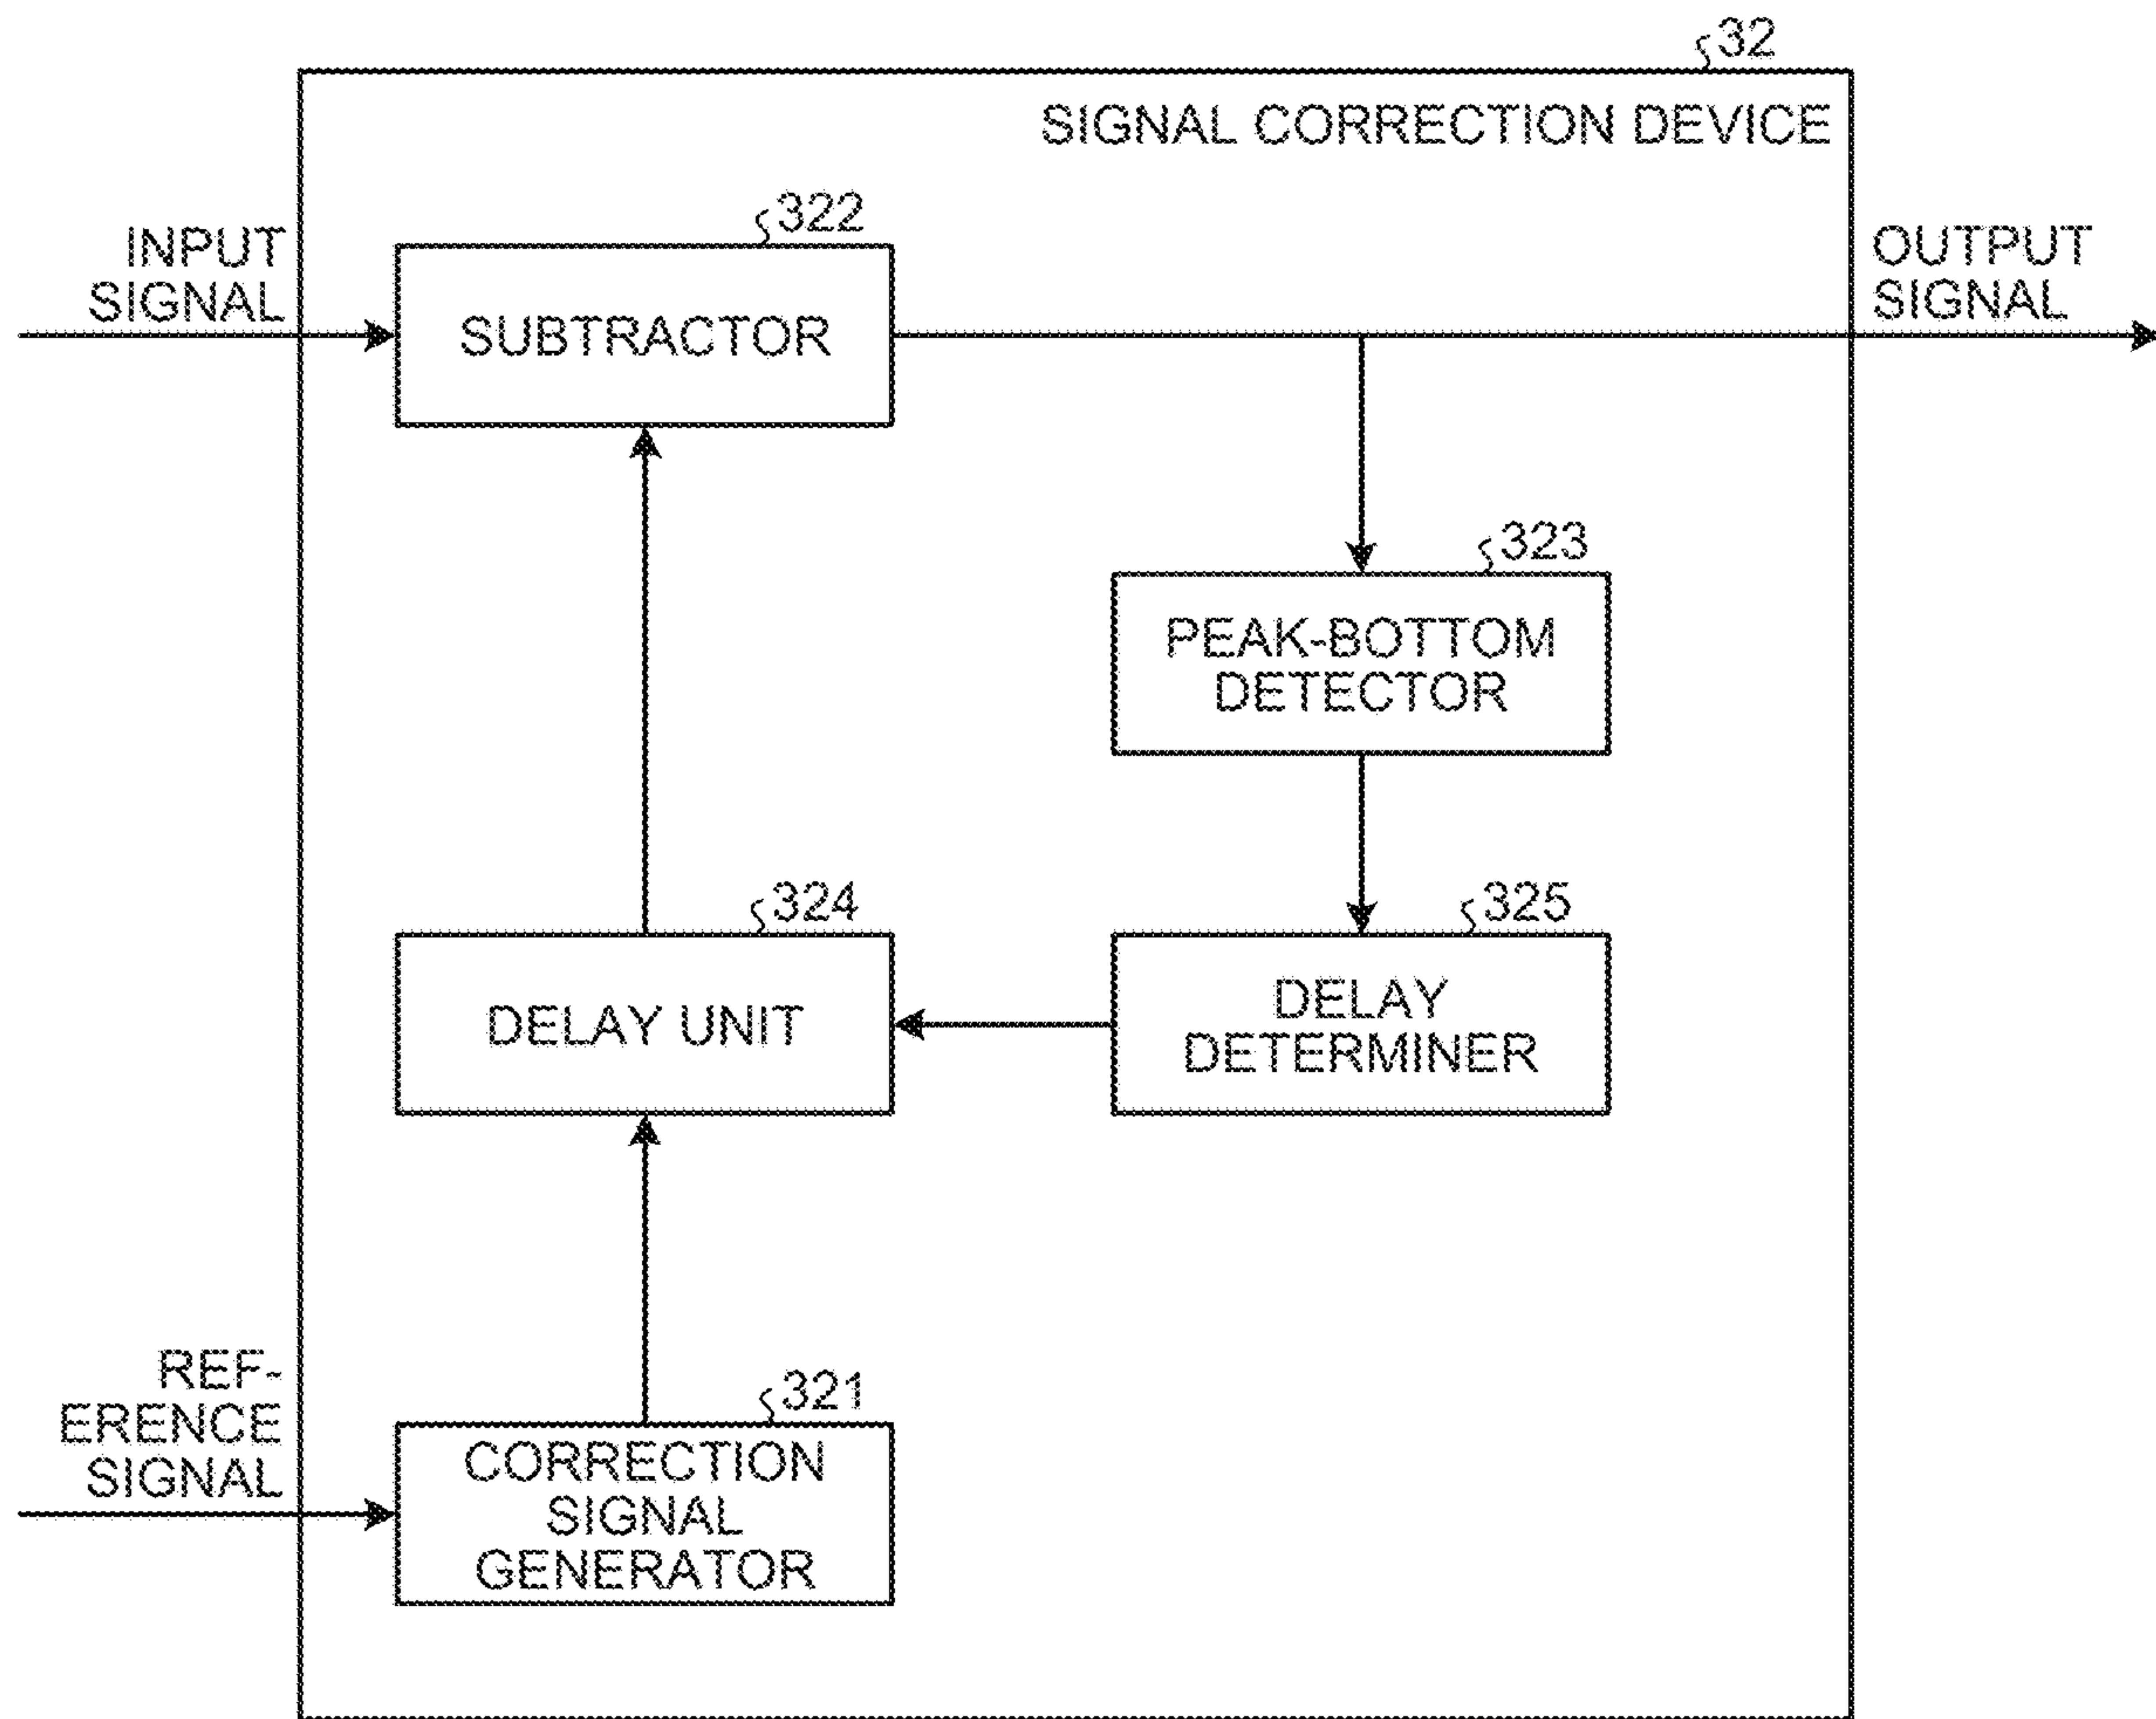 32
SIGNAL CORRECTION DEVICE
322
INPUT
SIGNAL
SUBTRACTOR
OUTPUT
SIGNAL
323
PEAK-BOTTOM
DETECTOR
324
DELAY UNIT
325
DELAY
DETERMINER
REF-
ERENCE
SIGNAL
321
CORRECTION
SIGNAL
GENERATOR